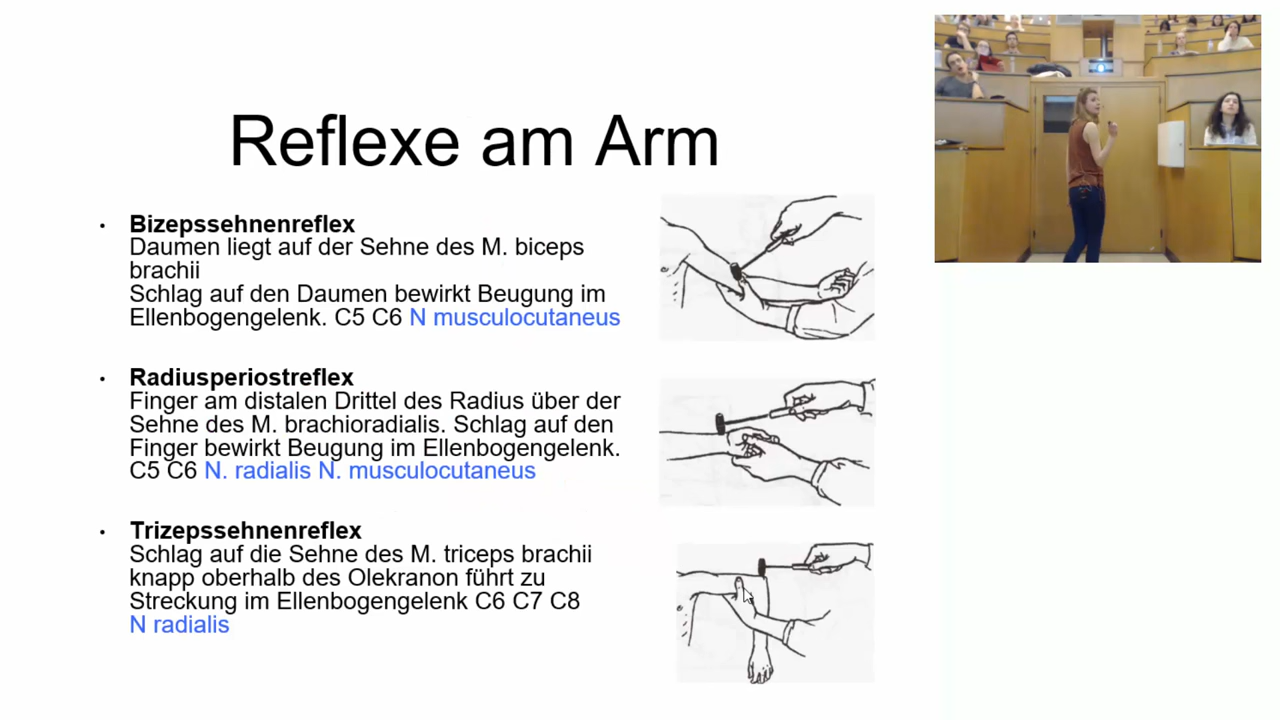 Reflexe am Arm
• Bizepssehnenreflex
Daumen liegt auf der Sehne des M. biceps
brachii
Schlag auf den Daumen bewirkt Beugung im
Ellenbogengelenk. C5 C6 N musculocutaneus
• Radiusperiostreflex
Finger am distalen Drittel des Radius über der
Sehne des M. brachioradialis. Schlag auf den
Finger bewirkt Beugung im Ellenbogengelenk.
C5 C6 N. radialis N. musculocutaneus
• Trizepssehnenreflex
Schlag auf die Sehne des M. triceps brachii
knapp oberhalb des Olekranon führt zu
Streckung im Ellenbogengelenk C6 C7 C8
N radialis